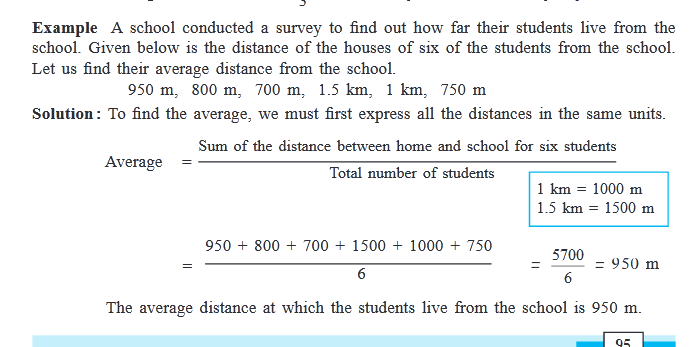 3
Example A school conducted a survey to find out how far their students live from the
school. Given below is the distance of the houses of six of the students from the school.
Let us find their average distance from the school.
950 m, 800 m, 700 m, 1.5 km, 1 km, 750 m
Solution : To find the average, we must first express all the distances in the same units.
Average = Sum of the distance between home and school for six students
Total number of students
1 km = 1000 m
1.5 km = 1500 m
= 950 + 800 + 700 + 1500 + 1000 + 750
6
= 5700
6
= 950 m
The average distance at which the students live from the school is 950 m.
95